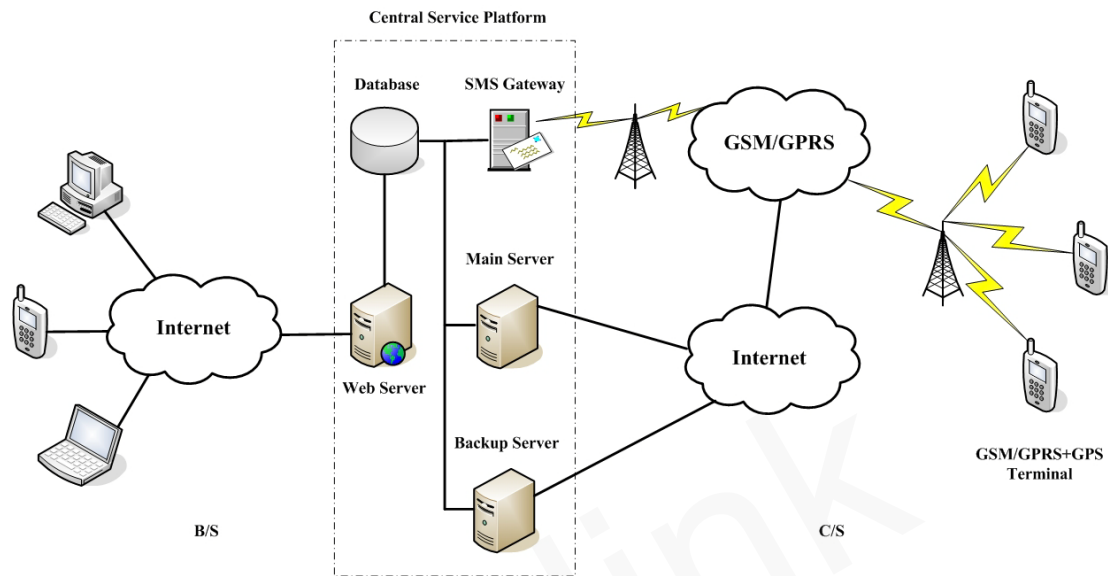 Central Service Platform
Database
SMS Gateway
GSM/GPRS
Main Server
Internet
Internet
Web Server
Backup Server
GSM/GPRS+GPS
Terminal
B/S
C/S
link